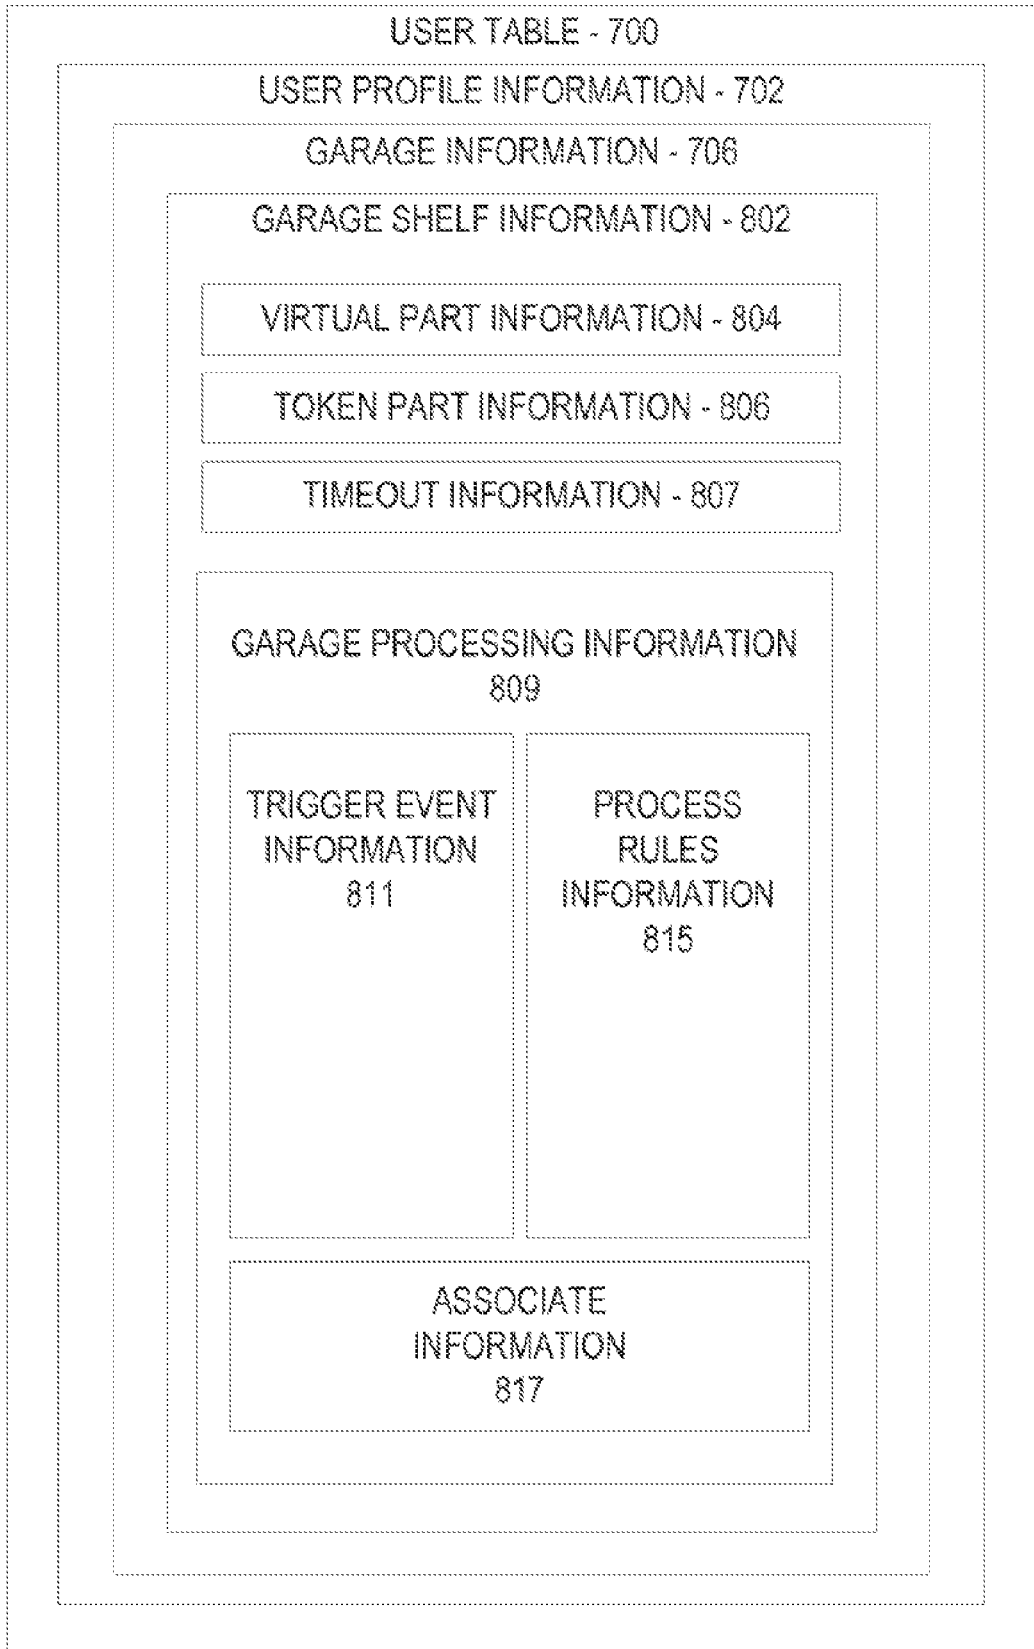 USER TABLE - 700
USER PROFILE INFORMATION - 702
GARAGE INFORMATION - 706
GARAGE SHELF INFORMATION - 802
VIRTUAL PART INFORMATION - 804
TOKEN PART INFORMATION - 806
TIMEOUT INFORMATION - 807
GARAGE PROCESSING INFORMATION
809
TRIGGER EVENT
INFORMATION
811
PROCESS
RULES
INFORMATION
815
ASSOCIATE
INFORMATION
817